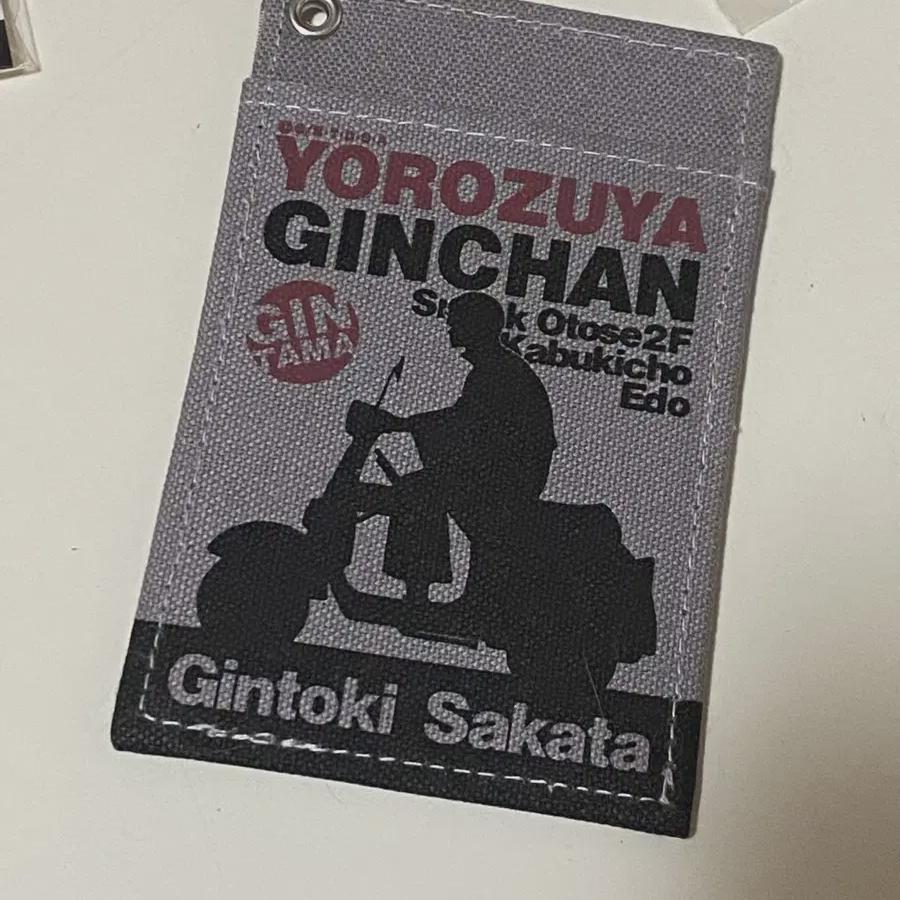 YOROZUYA
GINCHAN
GIN
TAMA
Otose2F
Kabukicho
Edo
Gintoki Sakata